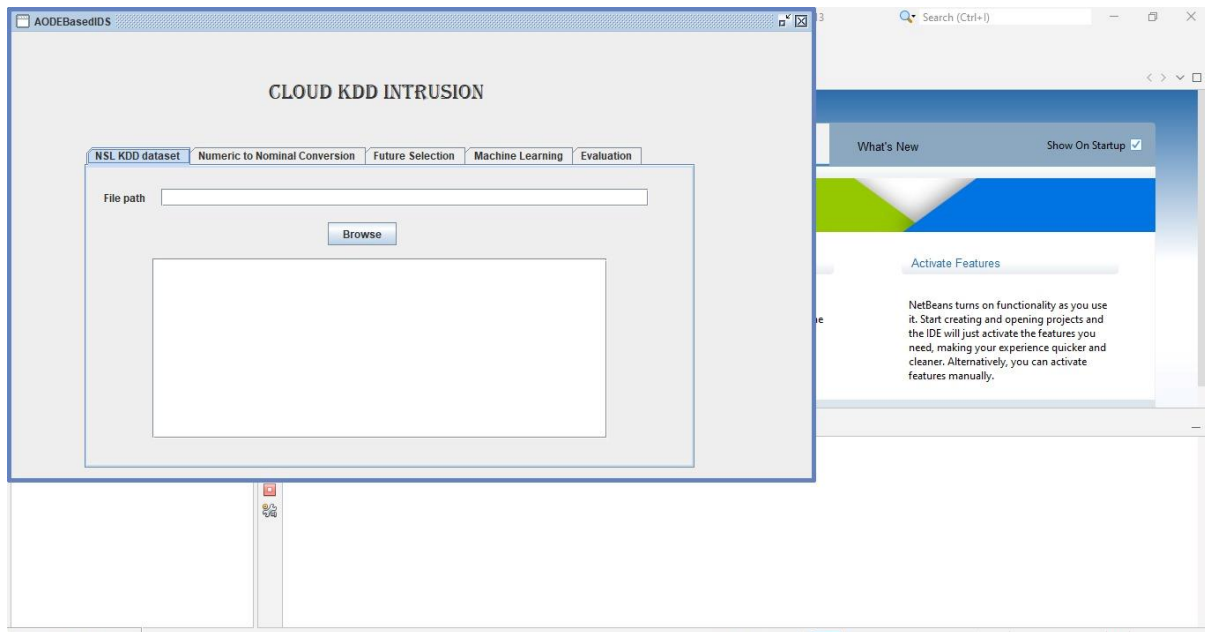 AODEBasedIDS
13
Search (Ctrl+I)
CLOUD KDD INTRUSION
NSL KDD dataset
Numeric to Nominal Conversion
Future Selection
Machine Learning
Evaluation
File path
Browse
What's New
Show On Startup
Activate Features
NetBeans turns on functionality as you use
it. Start creating and opening projects and
the IDE will just activate the features you
need, making your experience quicker and
cleaner. Alternatively, you can activate
features manually.